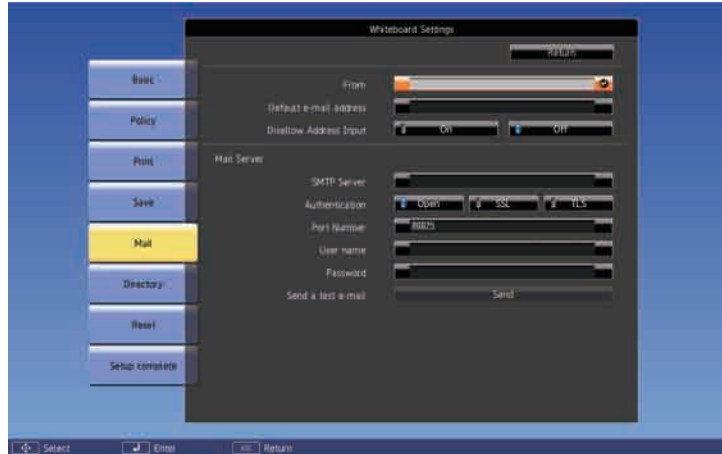 Whiteboard Settings
Return
Basic
Policy
Print
Save
Mail
Directory
Reset
Setup complete
From
Default e-mail address
Disallow Address Input
On
Off
Mail Server
SMTP Server
Authentication
Open
SSL
TLS
Port Number
00025
User name
Password
Send a test e-mail
Send
Select
Enter
Esc
Return